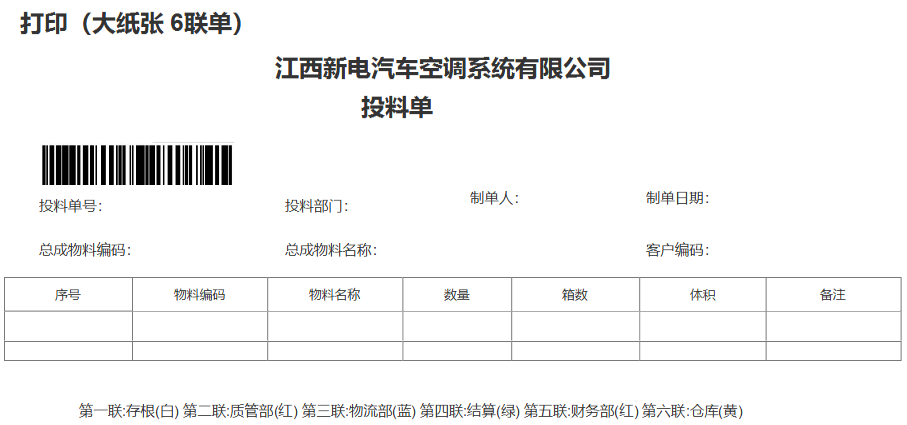 打印（大纸张 6联单）
江西新电汽车空调系统有限公司
投料单
投料单号： 投料部门： 制单人： 制单日期：
总成物料编码： 总成物料名称： 客户编码：
序号 物料编码 物料名称 数量 箱数 体积 备注
第一联:存根(白) 第二联:质管部(红) 第三联:物流部(蓝) 第四联:结算(绿) 第五联:财务部(红) 第六联:仓库(黄)